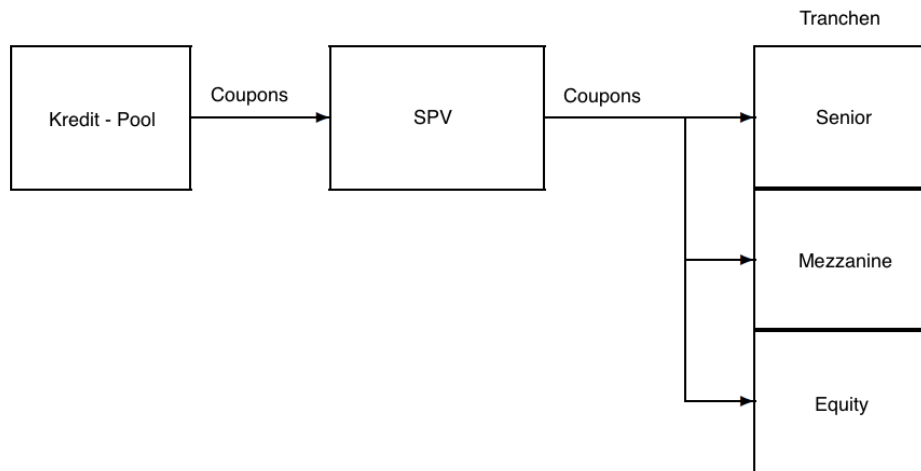 Tranchen
Kredit - Pool
Coupons
SPV
Coupons
Senior
Mezzanine
Equity